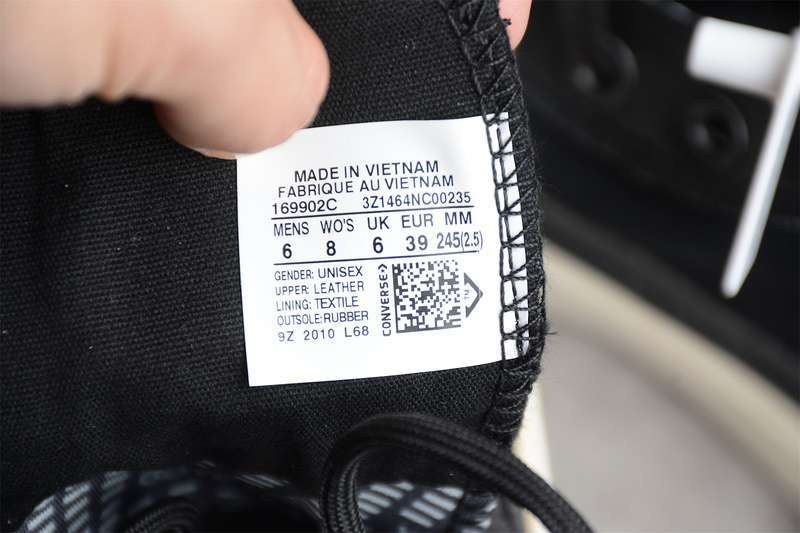 MADE IN VIETNAM
FABRIQUE AU VIETNAM
169902C 3Z1464NC00235
MENS WO'S UK EUR MM
6 8 6 39 245(2.5)
GENDER: UNISEX
UPPER: LEATHER
LINING: TEXTILE
OUTSOLE:RUBBER
9Z 2010 L68
CONVERSE